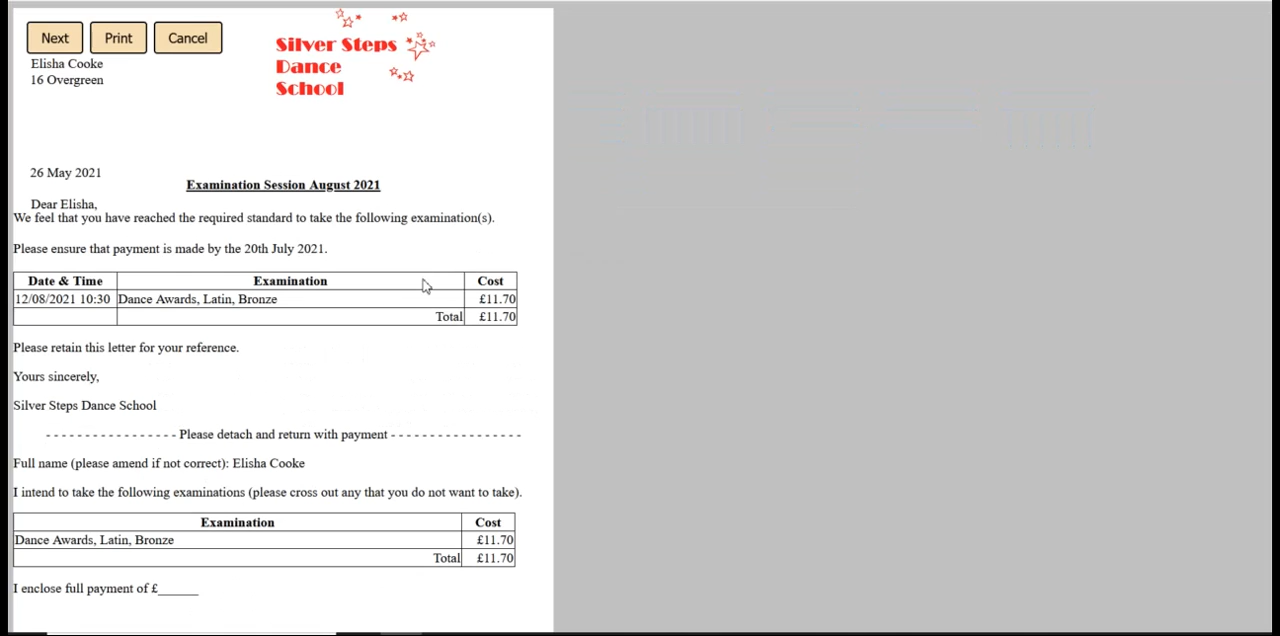 Next Print Cancel
Silver Steps
Dance
School
Elisha Cooke
16 Overgreen
26 May 2021
Examination Session August 2021
Dear Elisha,
We feel that you have reached the required standard to take the following examination(s).
Please ensure that payment is made by the 20th July 2021.
Date & Time Examination Cost
12/08/2021 10:30 Dance Awards, Latin, Bronze £11.70
Total £11.70
Please retain this letter for your reference.
Yours sincerely,
Silver Steps Dance School
- - - - - - - - - - - - - - - - - Please detach and return with payment - - - - - - - - - - - - - - - - -
Full name (please amend if not correct): Elisha Cooke
I intend to take the following examinations (please cross out any that you do not want to take).
Examination Cost
Dance Awards, Latin, Bronze £11.70
Total £11.70
I enclose full payment of £______